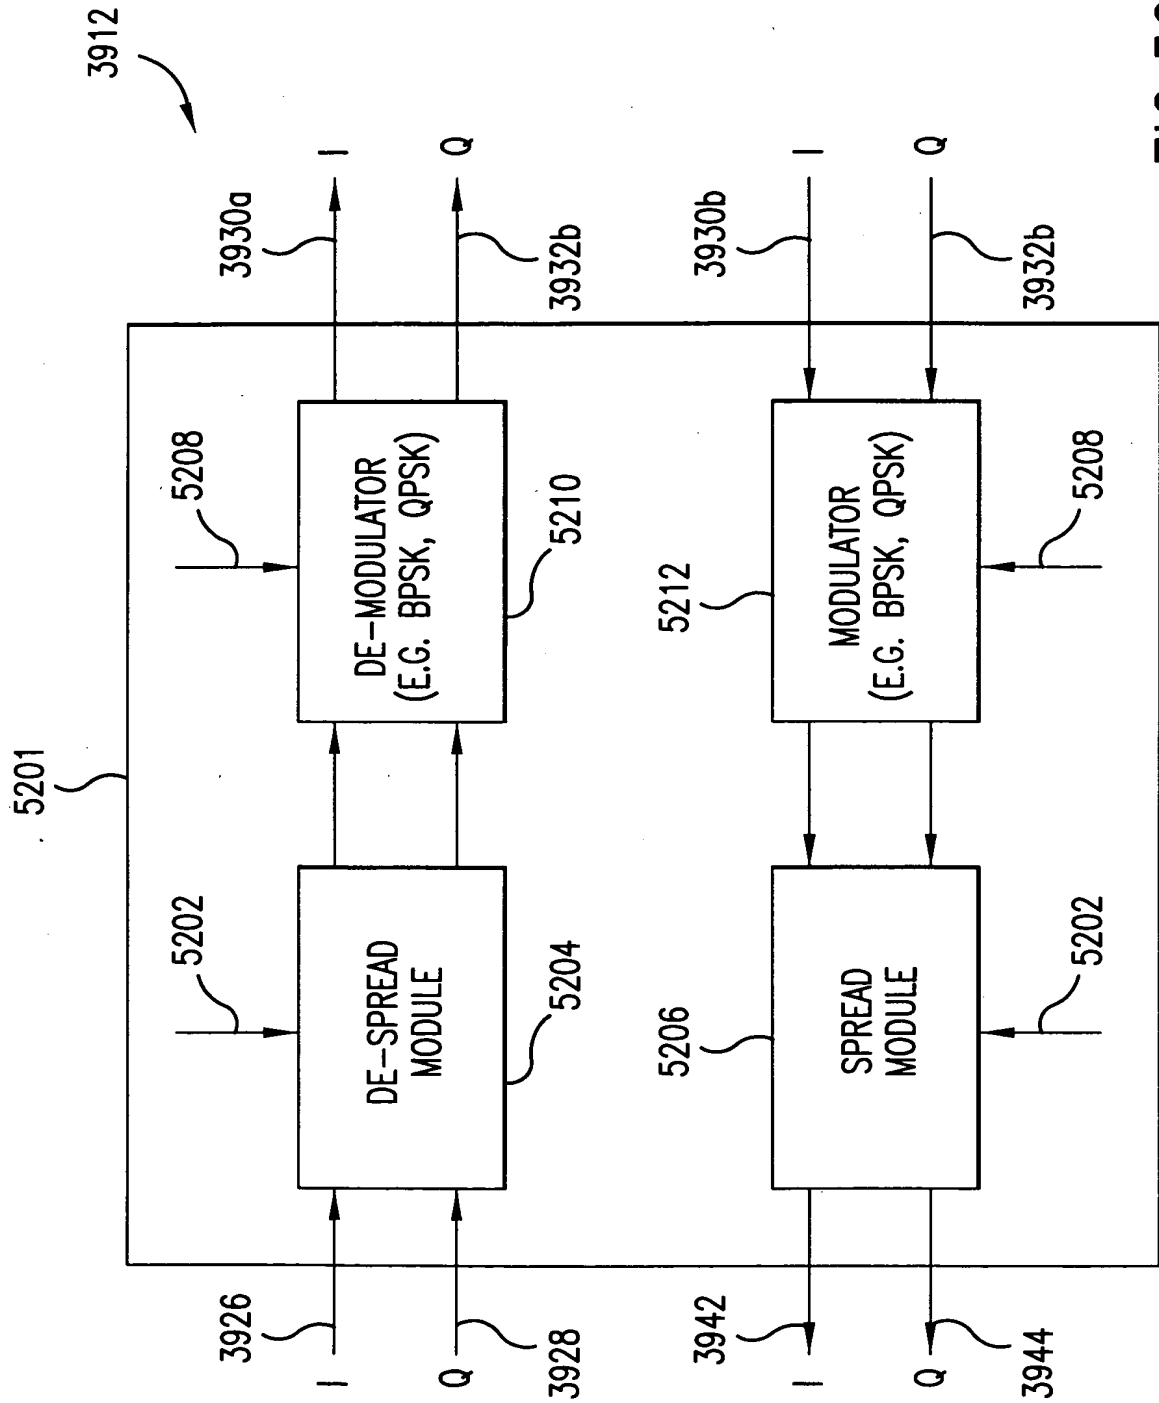 5201
3912
5202
5208
3926
3930a
I
I
DE-SPREAD
MODULE
DE-MODULATOR
(E.G. BPSK, QPSK)
Q
Q
3928
5204
5210
3932b
5206
5212
3942
3930b
I
I
SPREAD
MODULE
MODULATOR
(E.G. BPSK, QPSK)
Q
Q
3944
3932b
5202
5208